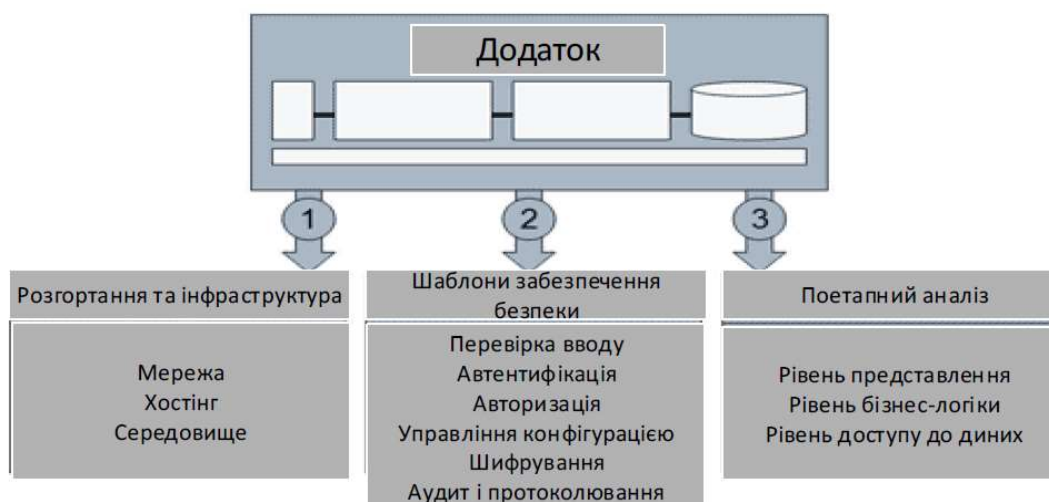 Додаток
1
2
3
Розгортання та інфраструктура
Мережа
Хостінг
Середовище
Шаблони забезпечення
безпеки
Перевірка вводу
Автентифікація
Авторизація
Управління конфігурацією
Шифрування
Аудит і протоколювання
Поетапний аналіз
Рівень представлення
Рівень бізнес-логіки
Рівень доступу до диних